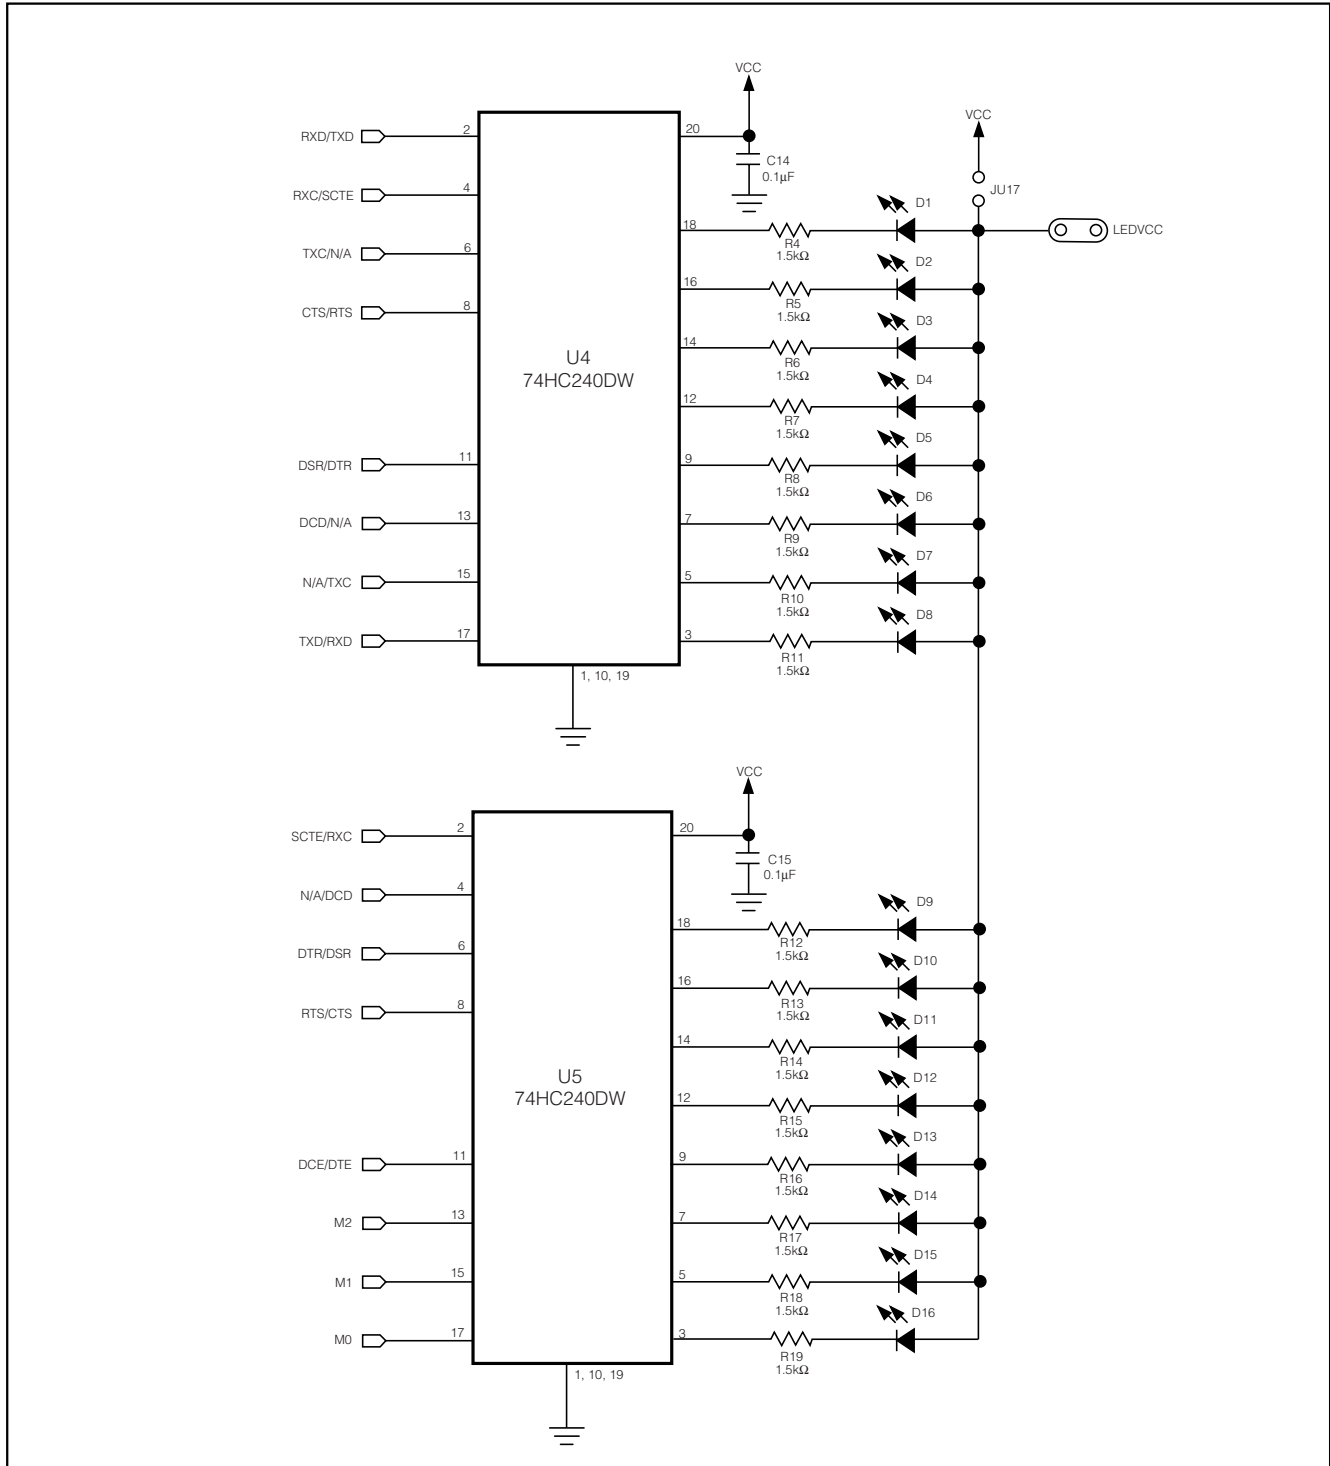 VCC
RXD/TXD 2 20
VCC
C14
0.1µF
RXC/SCTE 4
JU17
18 R4 1.5kΩ D1
LEDVCC
TXC/N/A 6
16 R5 1.5kΩ D2
CTS/RTS 8
14 R6 1.5kΩ D3
U4
74HC240DW
12 R7 1.5kΩ D4
DSR/DTR 11 9 R8 1.5kΩ D5
DCD/N/A 13 7 R9 1.5kΩ D6
N/A/TXC 15 5 R10 1.5kΩ D7
TXD/RXD 17 3 R11 1.5kΩ D8
1, 10, 19
VCC
SCTE/RXC 2 20
C15
0.1µF
N/A/DCD 4
18 R12 1.5kΩ D9
DTR/DSR 6
16 R13 1.5kΩ D10
RTS/CTS 8
14 R14 1.5kΩ D11
U5
74HC240DW
12 R15 1.5kΩ D12
DCE/DTE 11 9 R16 1.5kΩ D13
M2 13 7 R17 1.5kΩ D14
M1 15 5 R18 1.5kΩ D15
M0 17 3 R19 1.5kΩ D16
1, 10, 19